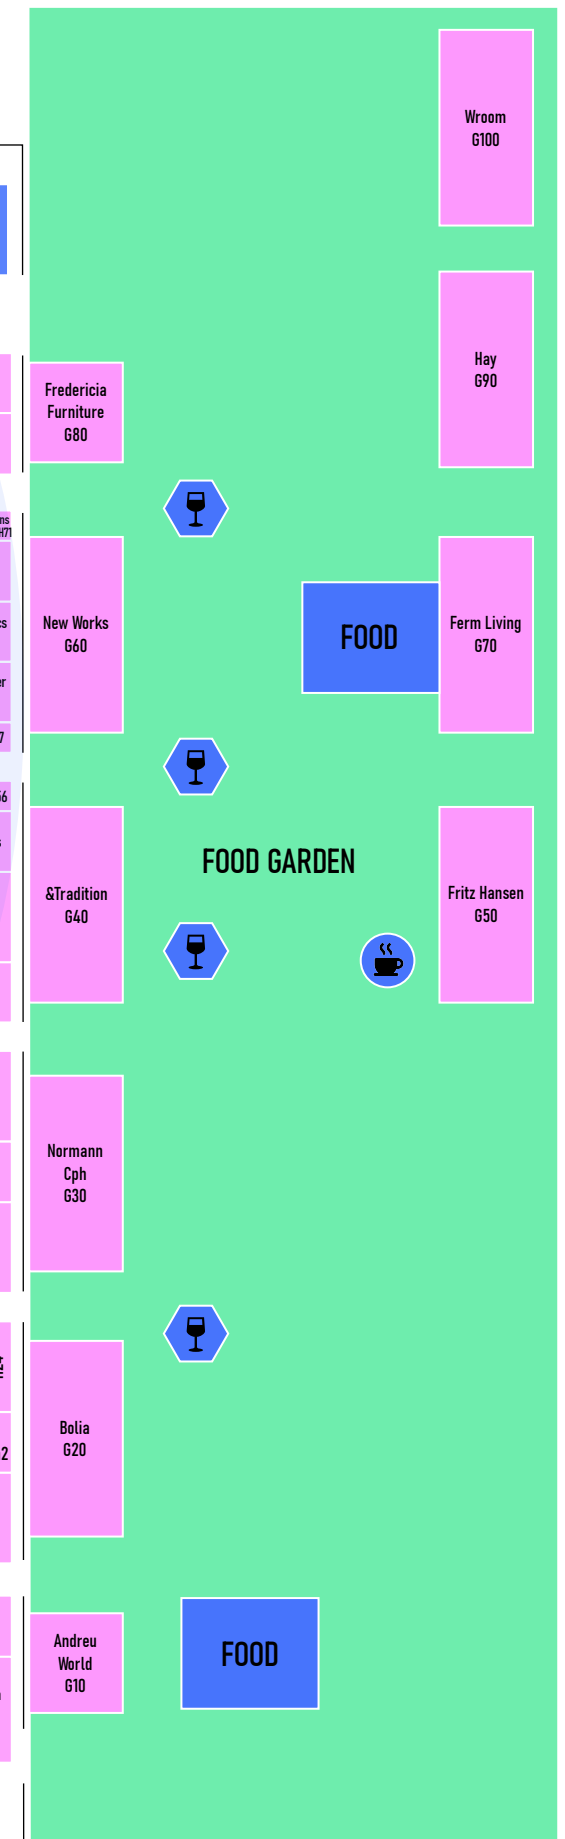 Wroom
G100
Hay
G90
Fredericia
Furniture
G80
H71
New Works
G60
FOOD
Ferm Living
G70
FOOD GARDEN
&Tradition
G40
Fritz Hansen
G50
Normann
Cph
G30
Bolia
G20
Andreu
World
G10
FOOD